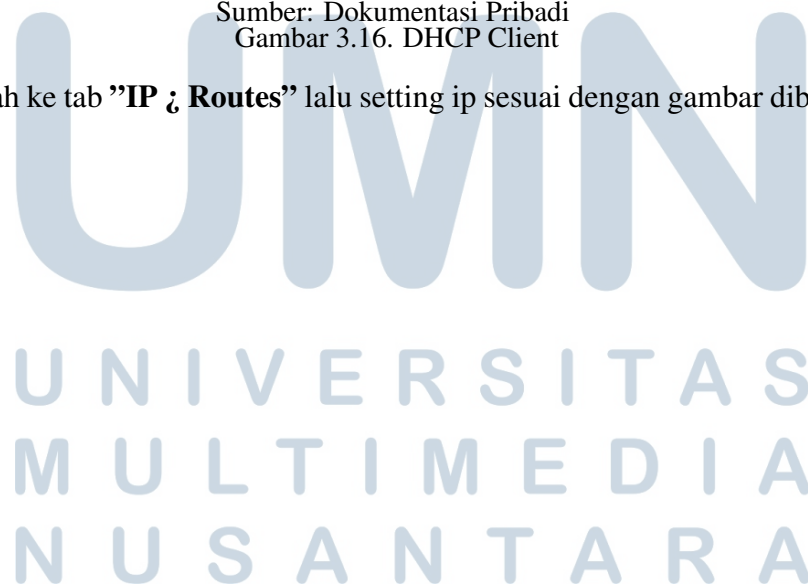 Sumber: Dokumentasi Pribadi
Gambar 3.16. DHCP Client
ah ke tab ”IP ¿ Routes” lalu setting ip sesuai dengan gambar dib
UMN
UNIVERSITAS
MULTIMEDIA
NUSANTARA